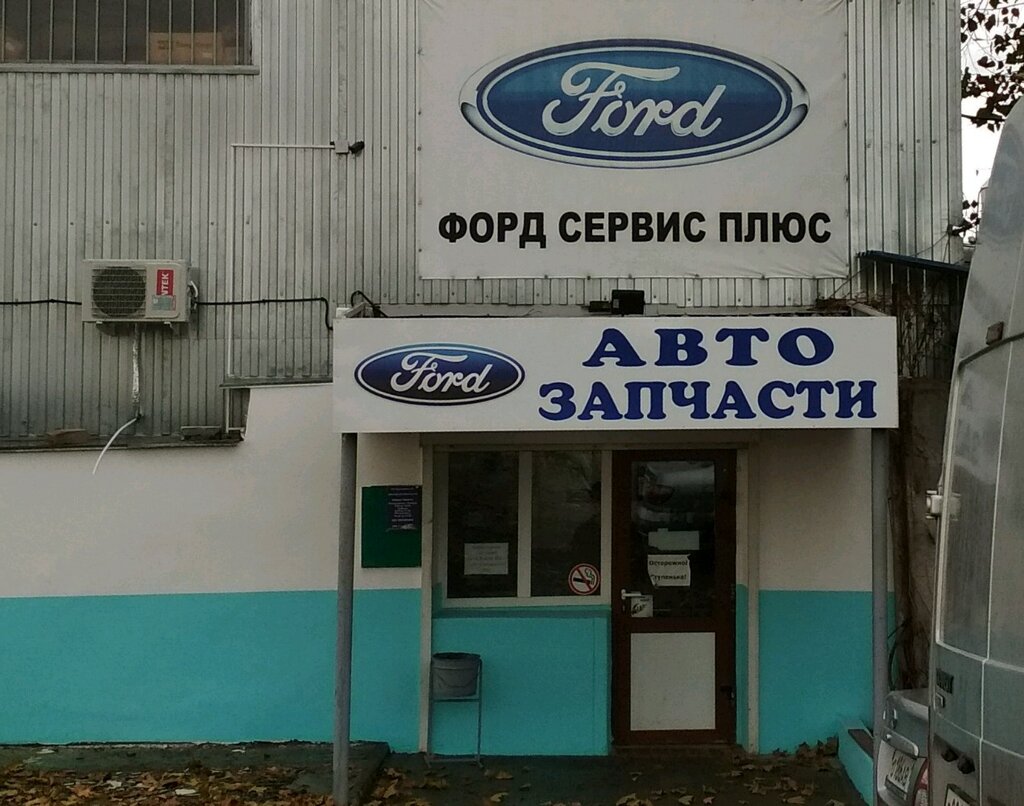 Ford
ФОРД СЕРВИС ПЛЮС
Ford
АВТО
ЗАПЧАСТИ
Осторожно!
Ступенька!